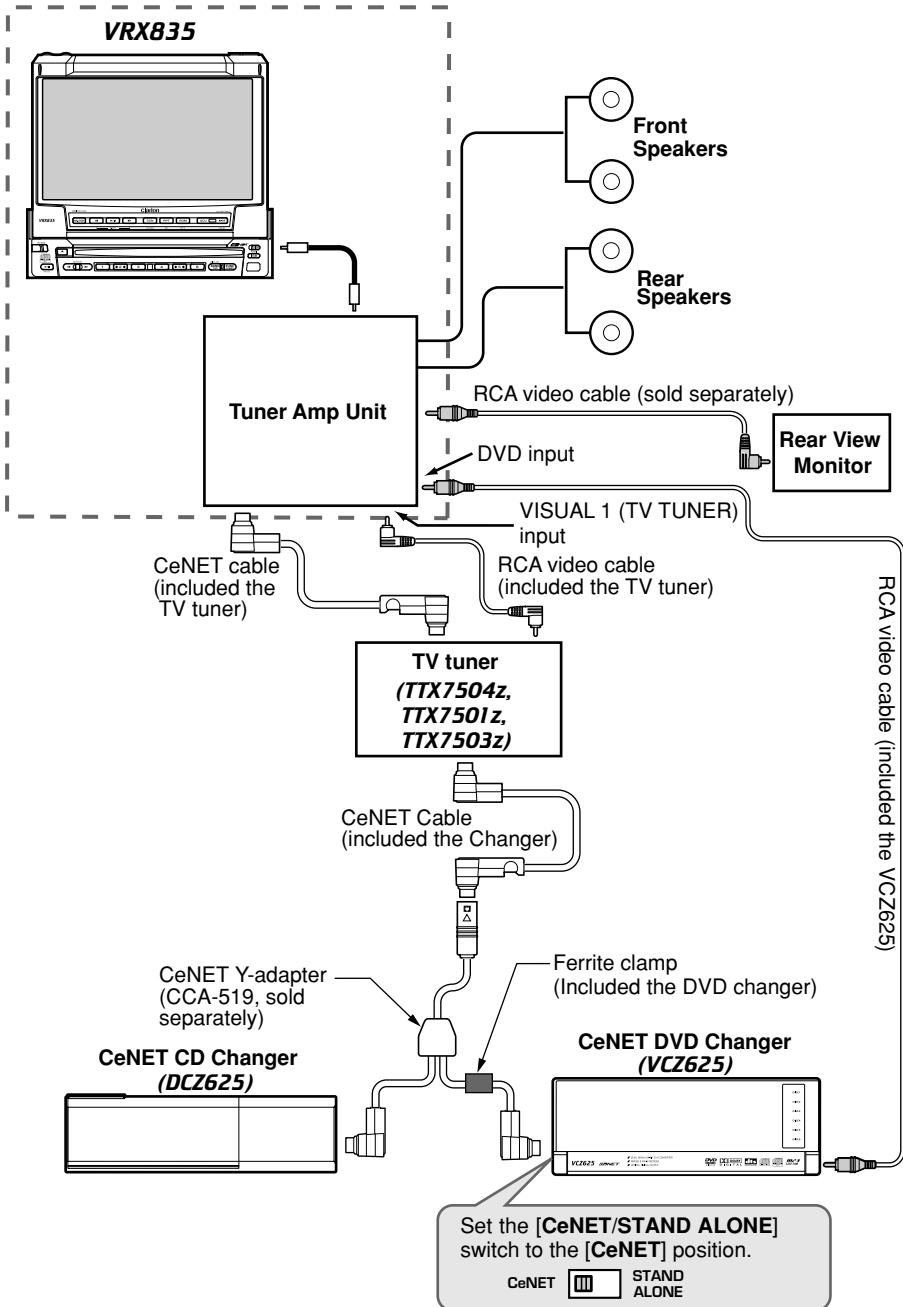 VRX835
Clarion
VRX835
Front
Speakers
Rear
Speakers
Tuner Amp Unit
RCA video cable (sold separately)
Rear View
Monitor
DVD input
VISUAL 1 (TV TUNER)
input
CeNET cable
(included the
TV tuner)
RCA video cable
(included the TV tuner)
RCA video cable (included the VCZ625)
TV tuner
(TTX7504z,
TTX7501z,
TTX7503z)
CeNET Cable
(included the Changer)
CeNET Y-adapter
(CCA-519, sold
separately)
Ferrite clamp
(Included the DVD changer)
CeNET CD Changer
(DCZ625)
CeNET DVD Changer
(VCZ625)
VCZ625
Set the [CeNET/STAND ALONE]
switch to the [CeNET] position.
CeNET
STAND
ALONE